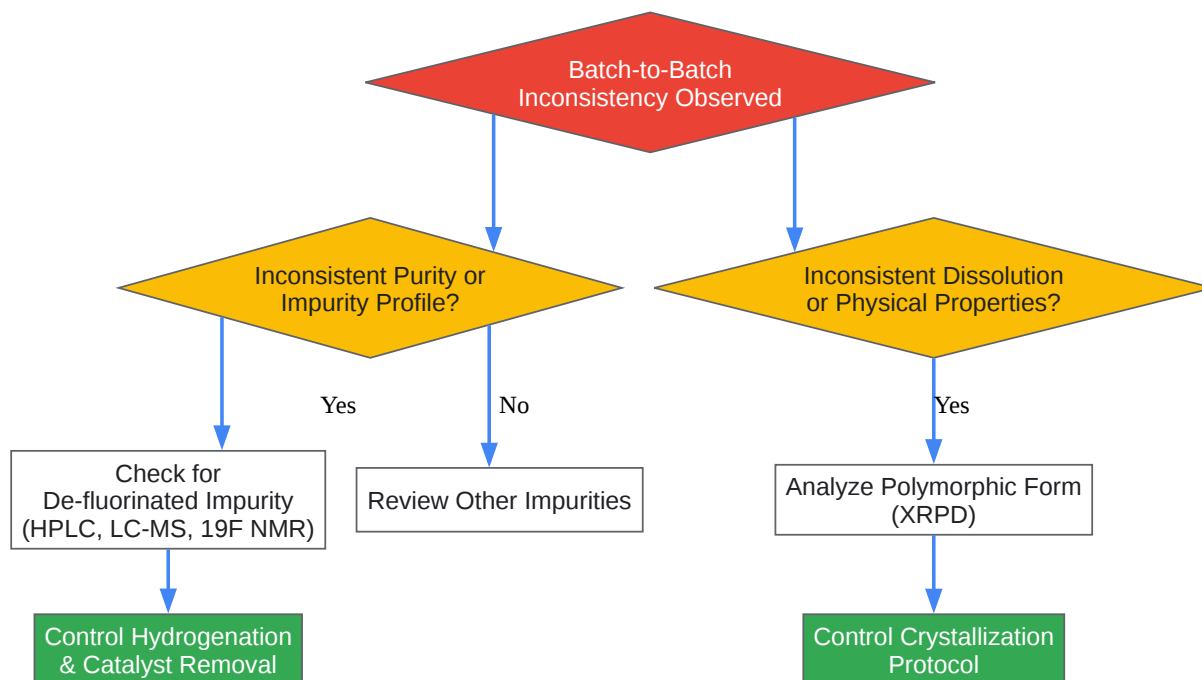 Batch-to-Batch
Inconsistency Observed
Inconsistent Purity or
Impurity Profile?
Inconsistent Dissolution
or Physical Properties?
Yes
No
Yes
Check for
De-fluorinated Impurity
(HPLC, LC-MS, 19F NMR)
Review Other Impurities
Analyze Polymorphic Form
(XRPD)
Control Hydrogenation
& Catalyst Removal
Control Crystallization
Protocol